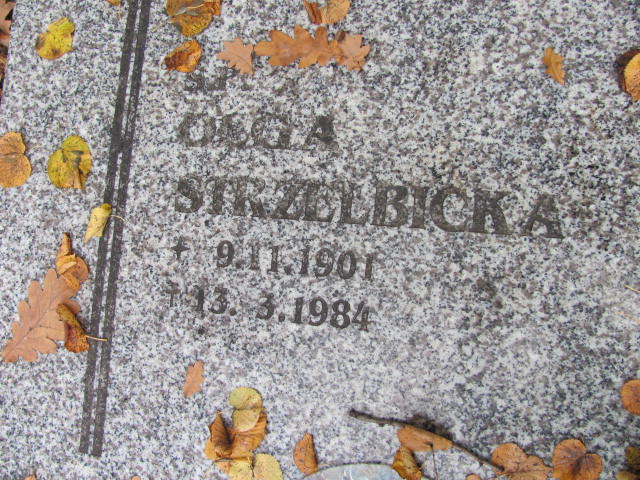 OLGA
STRZELBICKA
* 9.11.1901
† 13. 3.1984